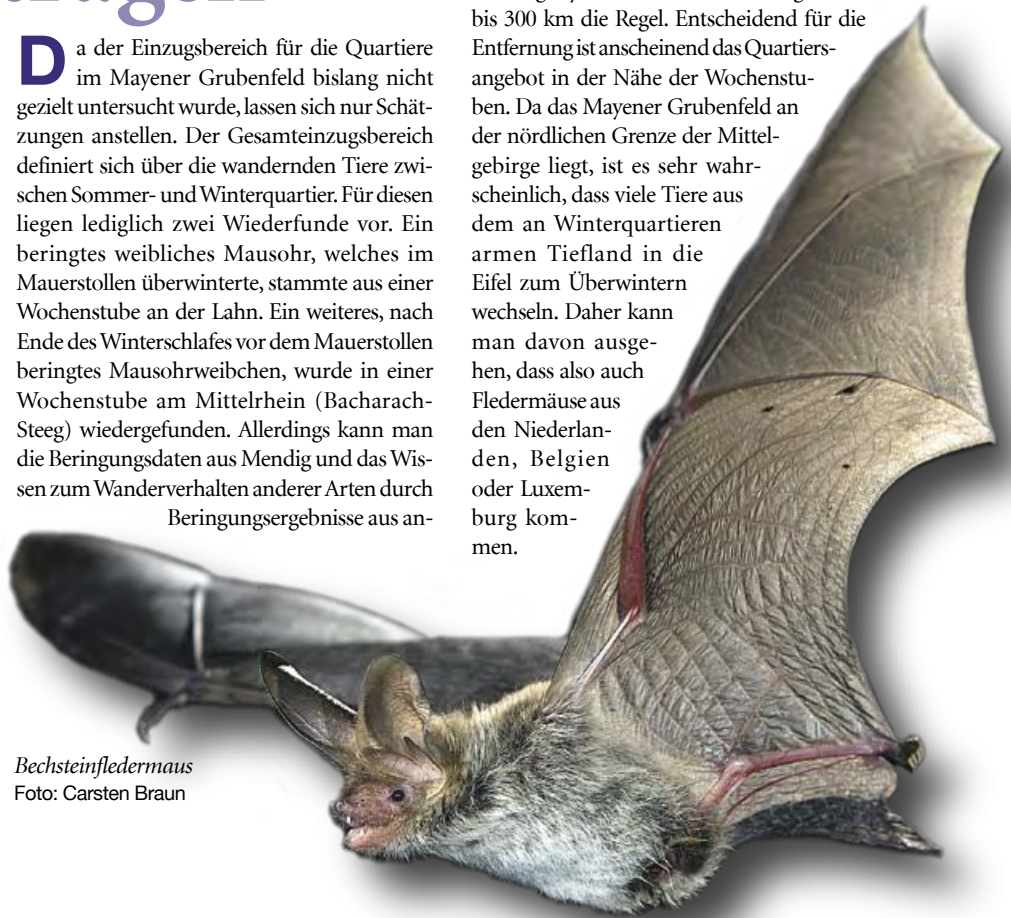 Da der Einzugsbereich für die Quartiere
im Mayener Grubenfeld bislang nicht
gezielt untersucht wurde, lassen sich nur Schät-
zungen anstellen. Der Gesamteinzugsbereich
definiert sich über die wandernden Tiere zwi-
schen Sommer- und Winterquartier. Für diesen
liegen lediglich zwei Wiederfunde vor. Ein
beringtes weibliches Mausohr, welches im
Mauerstollen überwinterte, stammte aus einer
Wochenstube an der Lahn. Ein weiteres, nach
Ende des Winterschlafes vor dem Mauerstollen
beringtes Mausohrweibchen, wurde in einer
Wochenstube am Mittelrhein (Bacharach-
Steeg) wiedergefunden. Allerdings kann man
die Beringungsdaten aus Mendig und das Wis-
sen zum Wanderverhalten anderer Arten durch
Beringungsergebnisse aus an-
bis 300 km die Regel. Entscheidend für die
Entfernung ist anscheinend das Quartiers-
angebot in der Nähe der Wochenstu-
ben. Da das Mayener Grubenfeld an
der nördlichen Grenze der Mittel-
gebirge liegt, ist es sehr wahr-
scheinlich, dass viele Tiere aus
dem an Winterquartieren
armen Tiefland in die
Eifel zum Überwintern
wechseln. Daher kann
man davon ausge-
hen, dass also auch
Fledermäuse aus
den Niederlan-
den, Belgien
oder Luxem-
burg kom-
men.
Bechsteinfledermaus
Foto: Carsten Braun